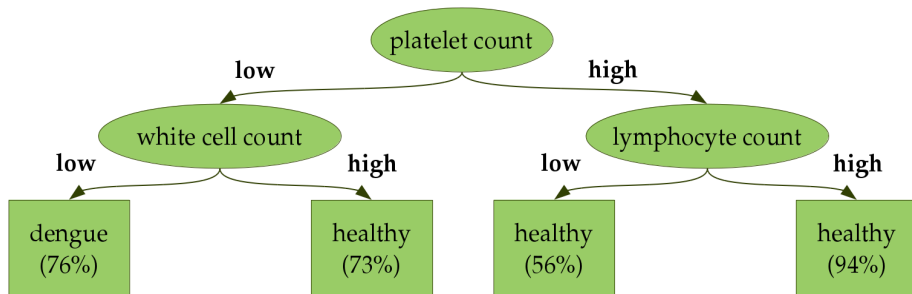 platelet count
low
high
white cell count
lymphocyte count
low
high
low
high
dengue
(76%)
healthy
(73%)
healthy
(56%)
healthy
(94%)